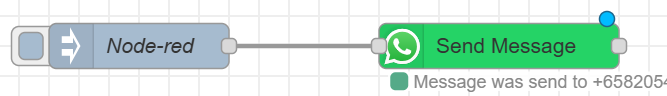 Node-red
Send Message
Message was send to +6582054